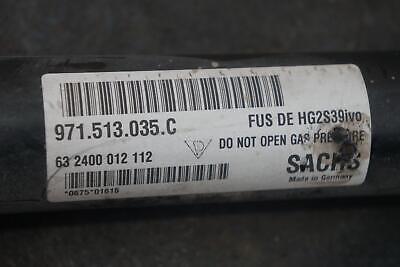 971.513.035.C
FUS DE HG2S39ivo
DO NOT OPEN GAS PRESSURE
63 2400 012 112
SACHS
Made in Germany
*0675*01616